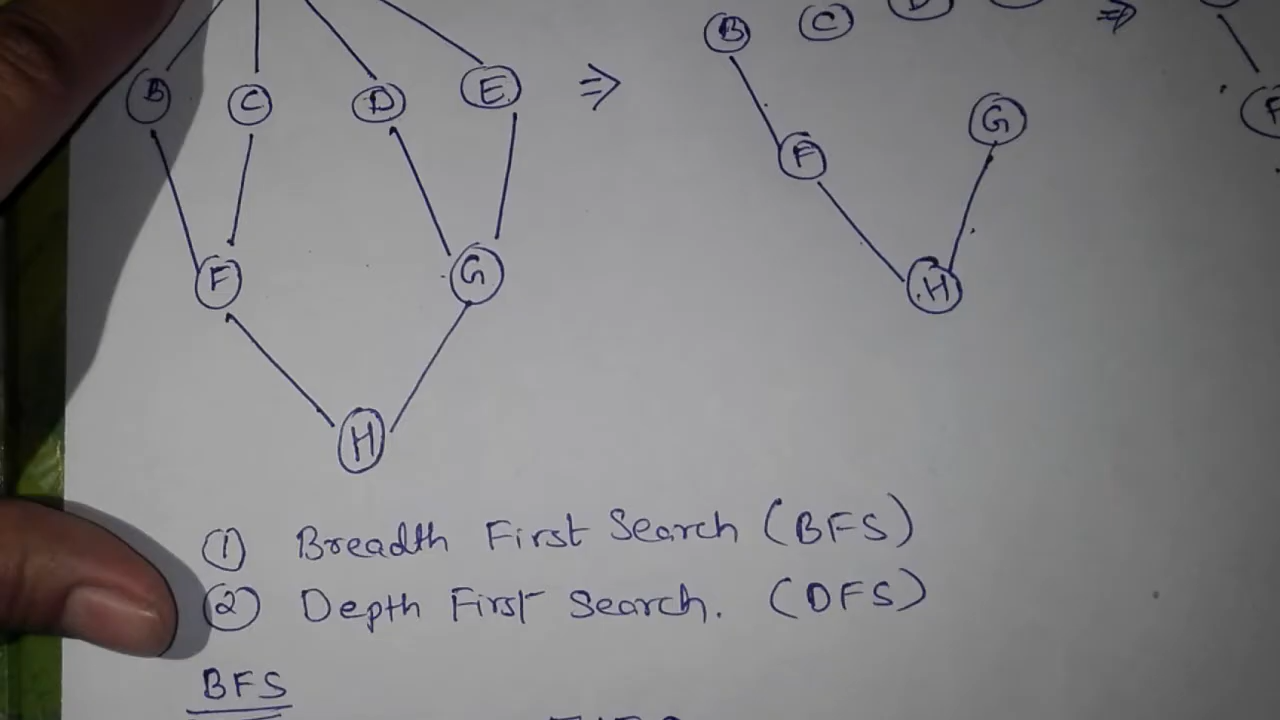 B C D E ⇒ B C D ⇒
F G F G F
H H
① Breadth First Search (BFS)
② Depth First Search. (DFS)
BFS